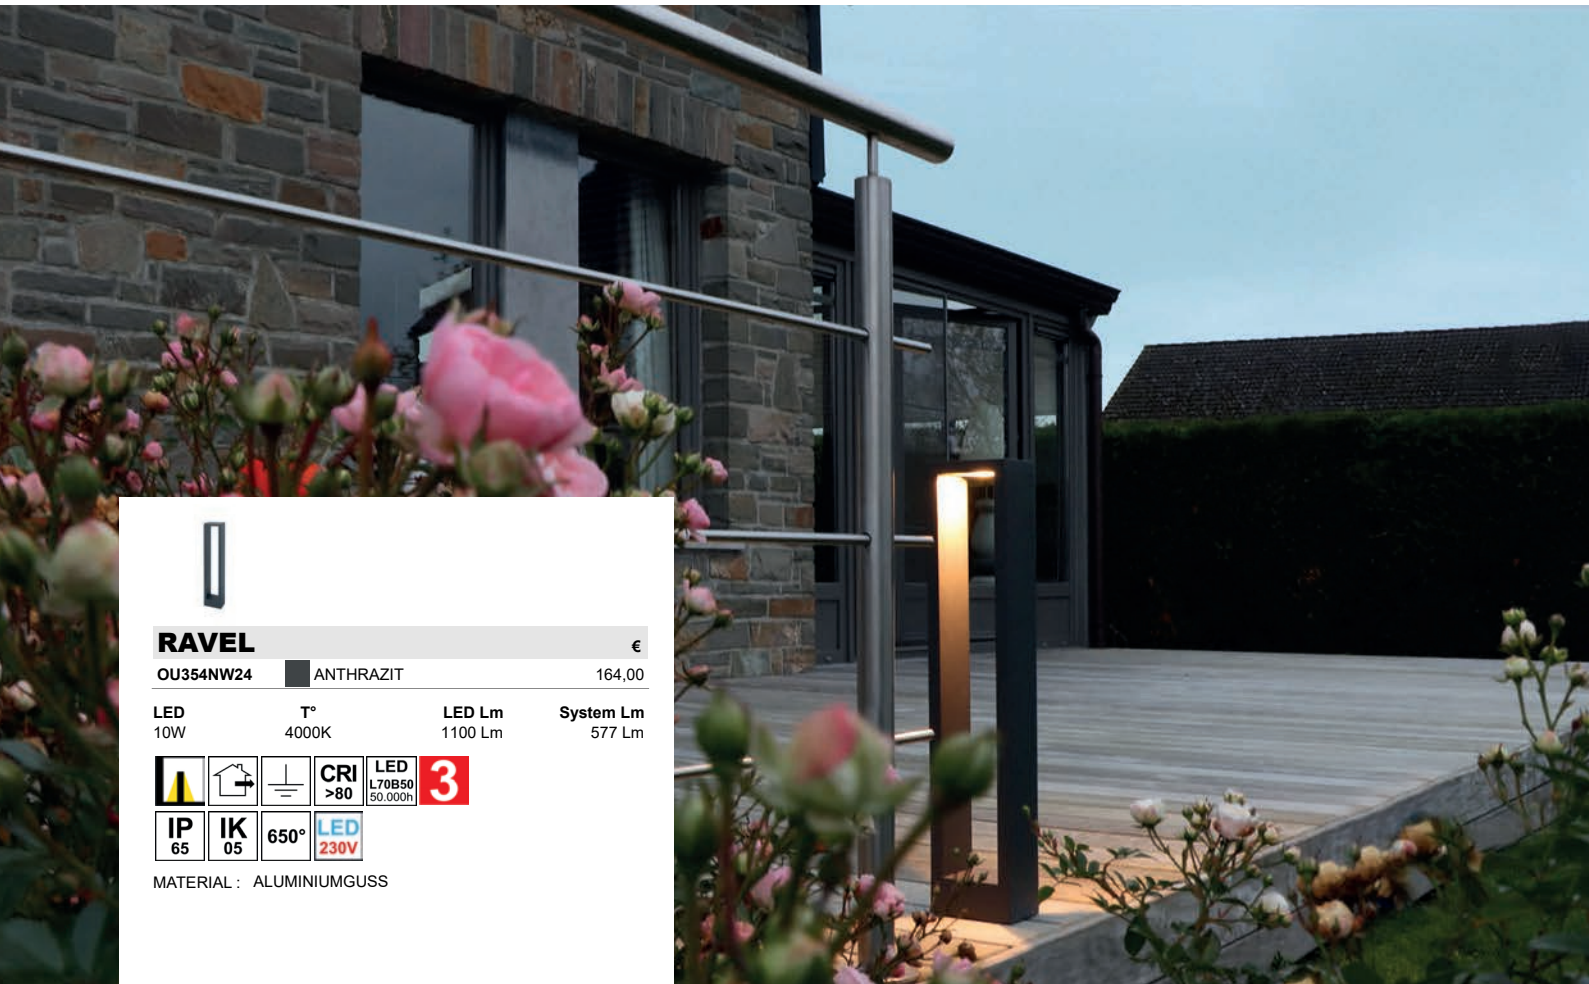 RAVEL €
OU354NW24 ANTHRAZIT 164,00
LED T° LED Lm System Lm
10W 4000K 1100 Lm 577 Lm
CRI >80
LED L70B50 50.000h
3
IP 65
IK 05
650°
LED 230V
MATERIAL : ALUMINIUMGUSS